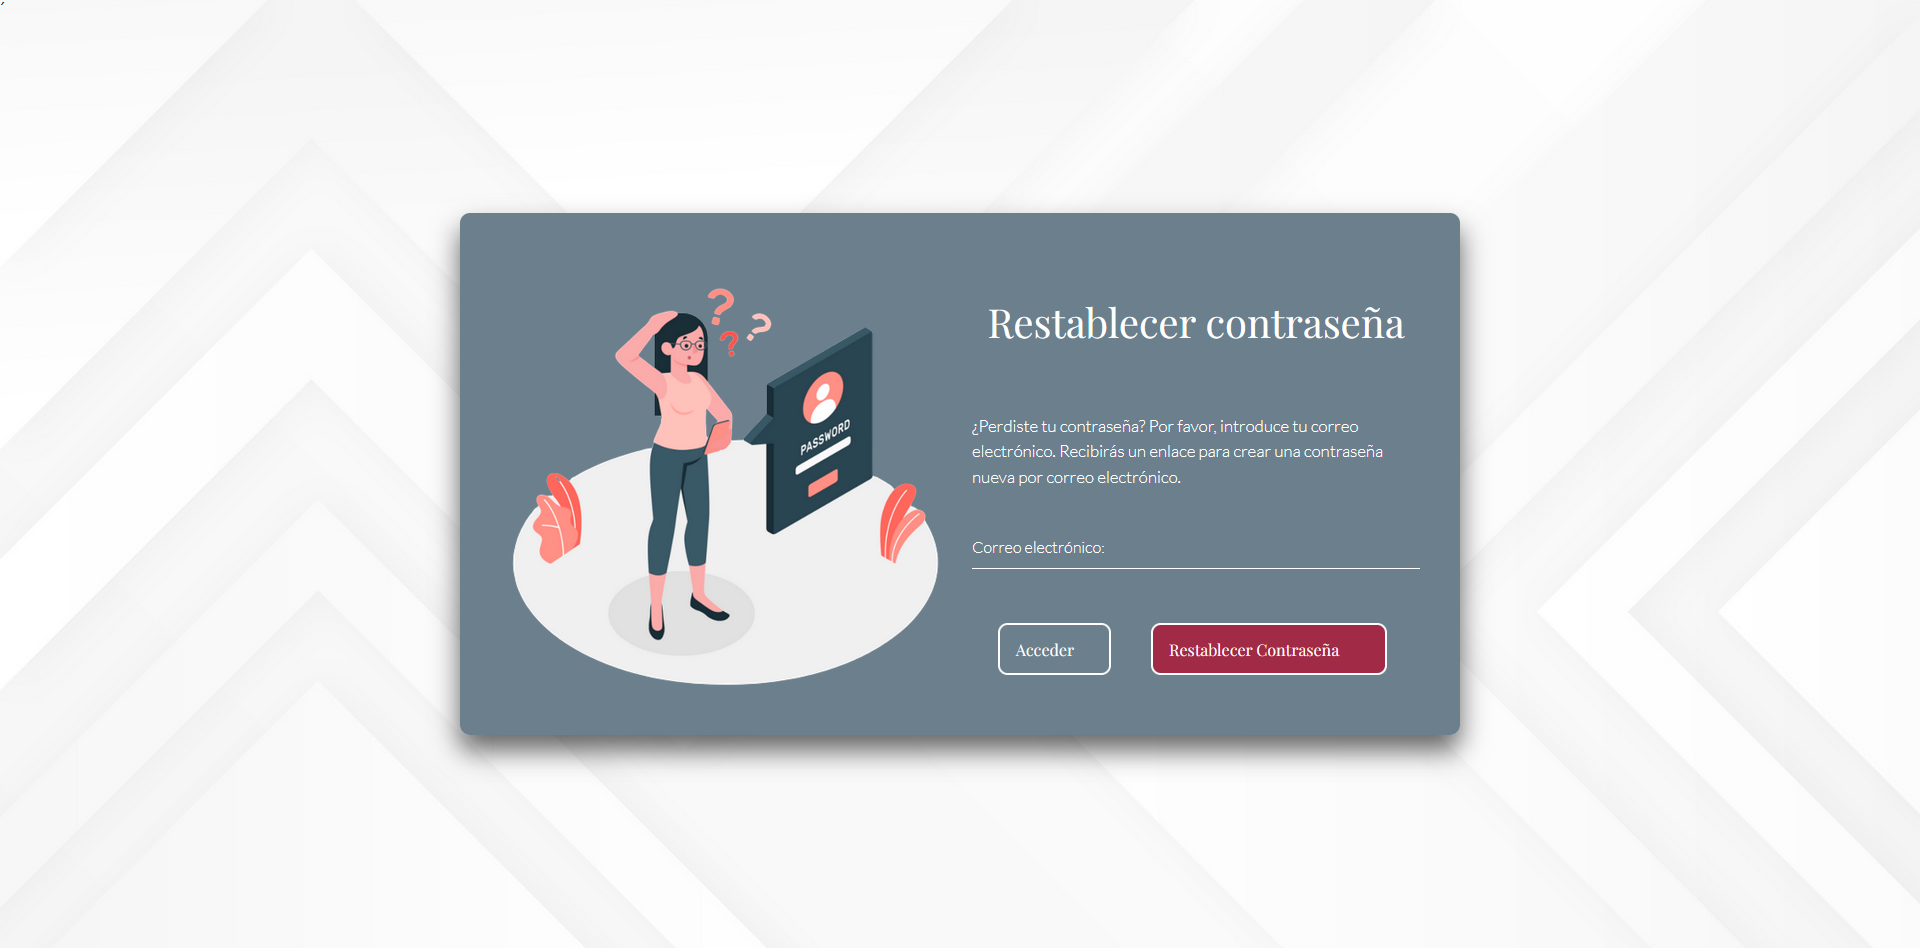 Restablecer contraseña
PASSWORD
¿Perdiste tu contraseña? Por favor, introduce tu correo
electrónico. Recibirás un enlace para crear una contraseña
nueva por correo electrónico.
Correo electrónico:
Acceder
Restablecer Contraseña